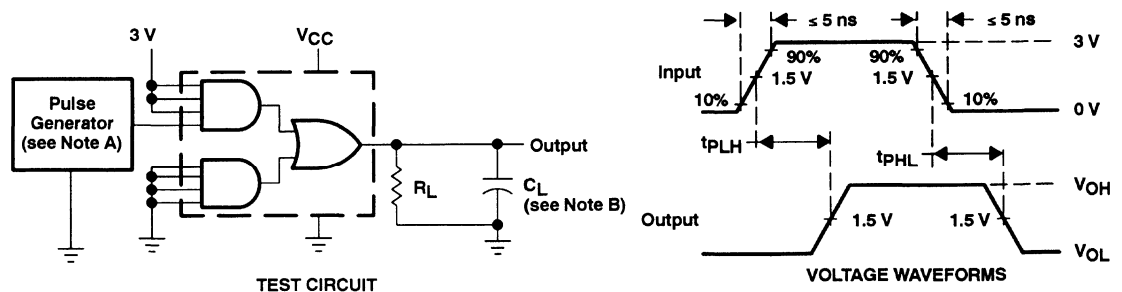 3 V
VCC
Pulse
Generator
(see Note A)
RL
CL
(see Note B)
Output
TEST CIRCUIT
≤ 5 ns
≤ 5 ns
3 V
90%
90%
Input
1.5 V
1.5 V
10%
10%
0 V
tPLH
tPHL
VOH
Output
1.5 V
1.5 V
VOL
VOLTAGE WAVEFORMS